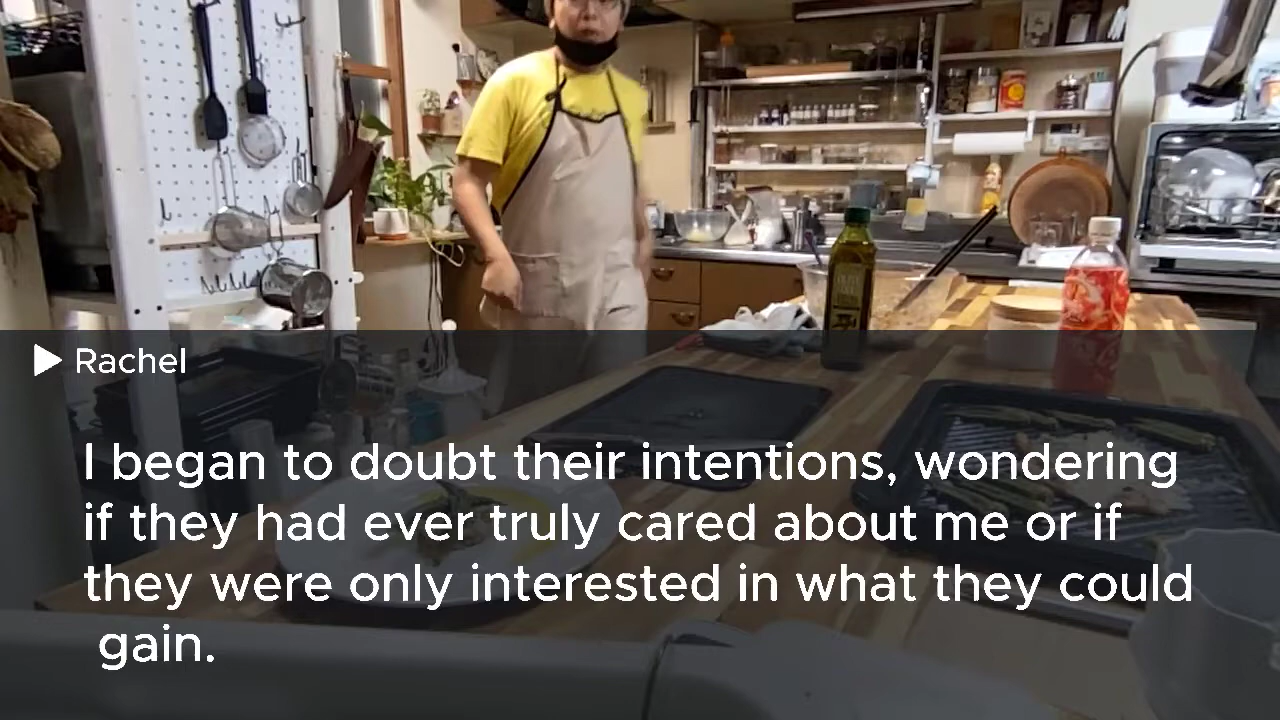 Rachel
I began to doubt their intentions, wondering
if they had ever truly cared about me or if
they were only interested in what they could
gain.